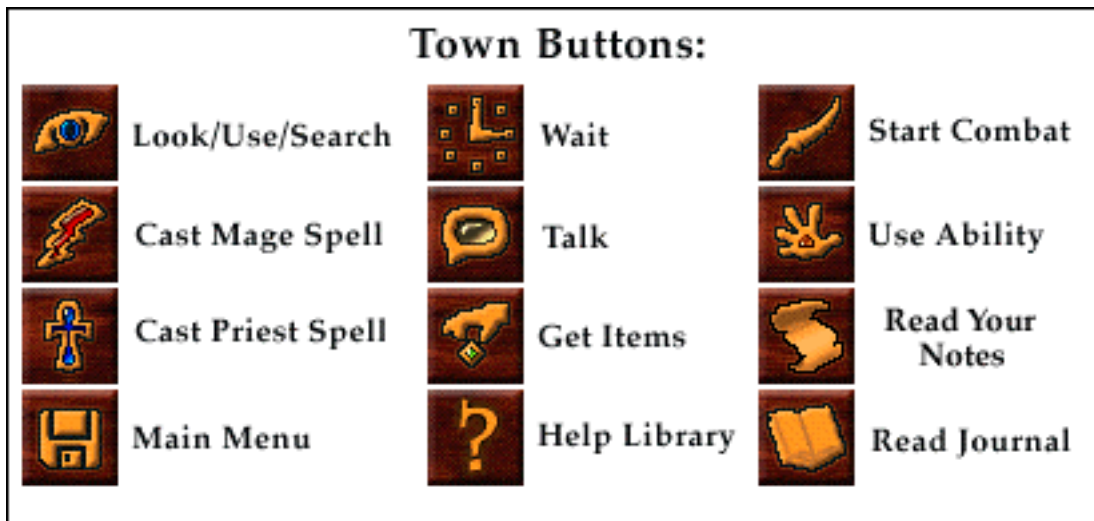 Town Buttons:
Look/Use/Search
Wait
Start Combat
Cast Mage Spell
Talk
Use Ability
Cast Priest Spell
Get Items
Read Your
Notes
Main Menu
?
Help Library
Read Journal